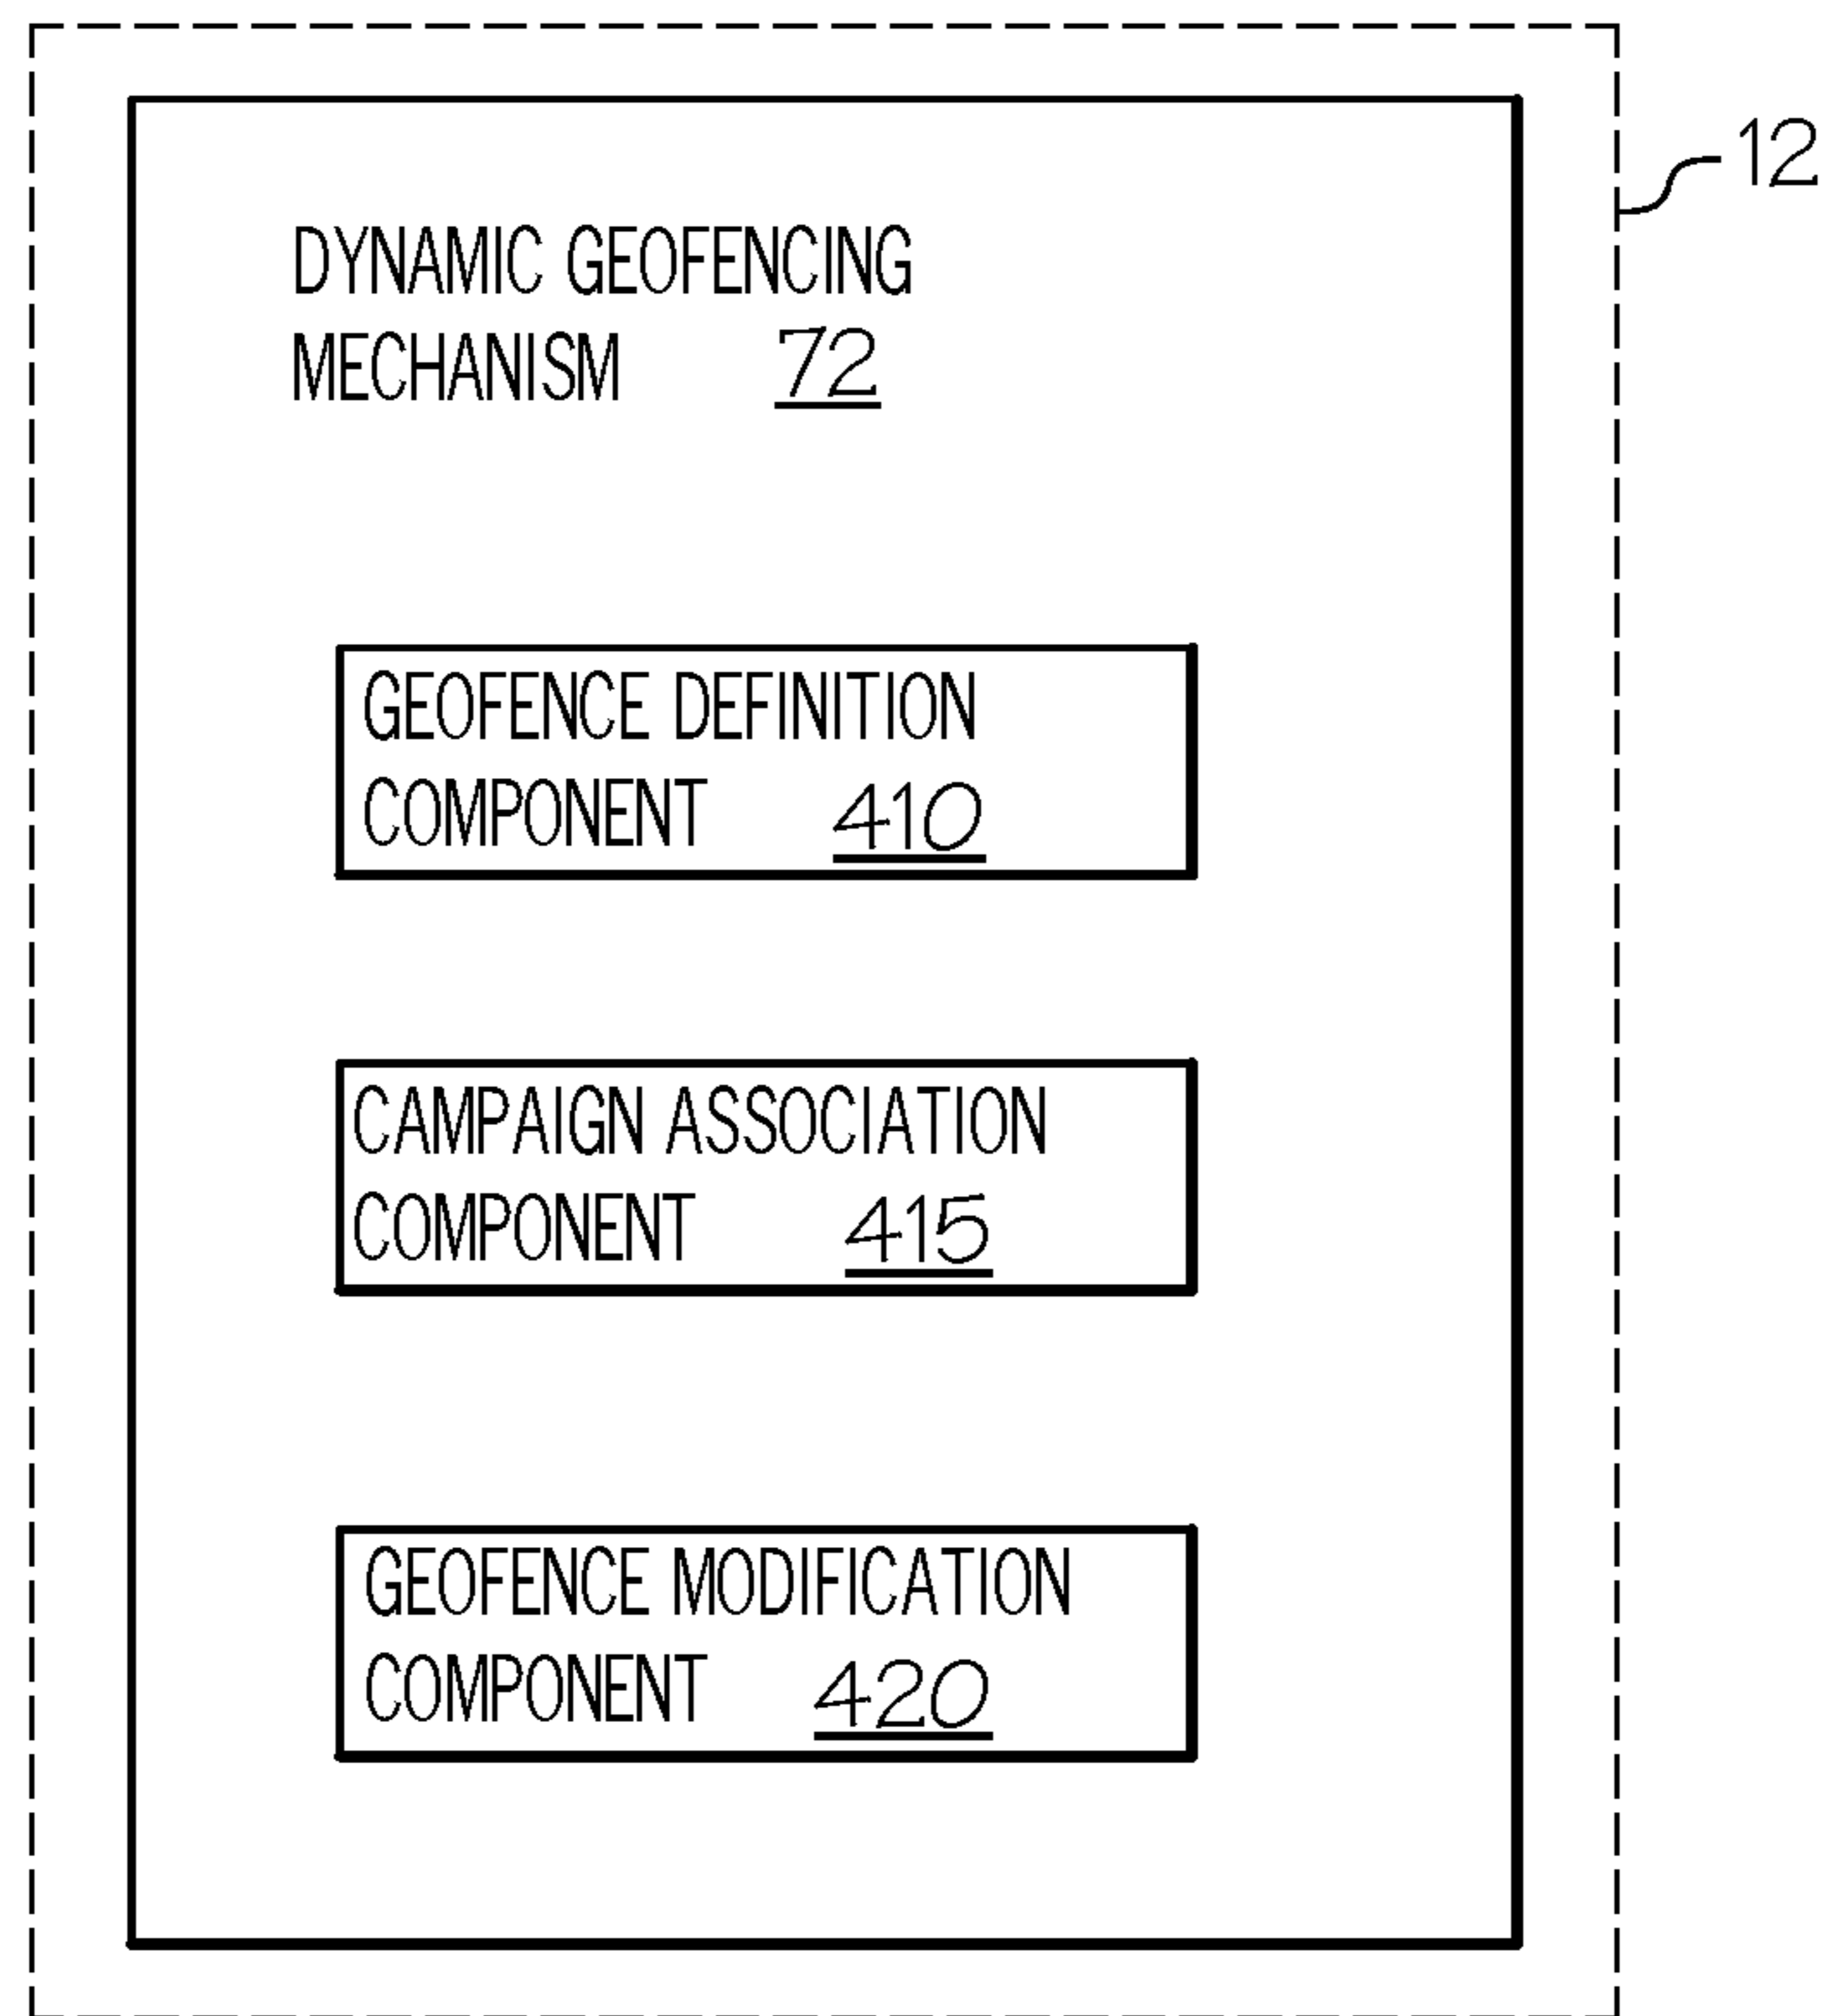 12
DYNAMIC GEOFENCING
MECHANISM 72
GEOFENCE DEFINITION
COMPONENT 410
CAMPAIGN ASSOCIATION
COMPONENT 415
GEOFENCE MODIFICATION
COMPONENT 420